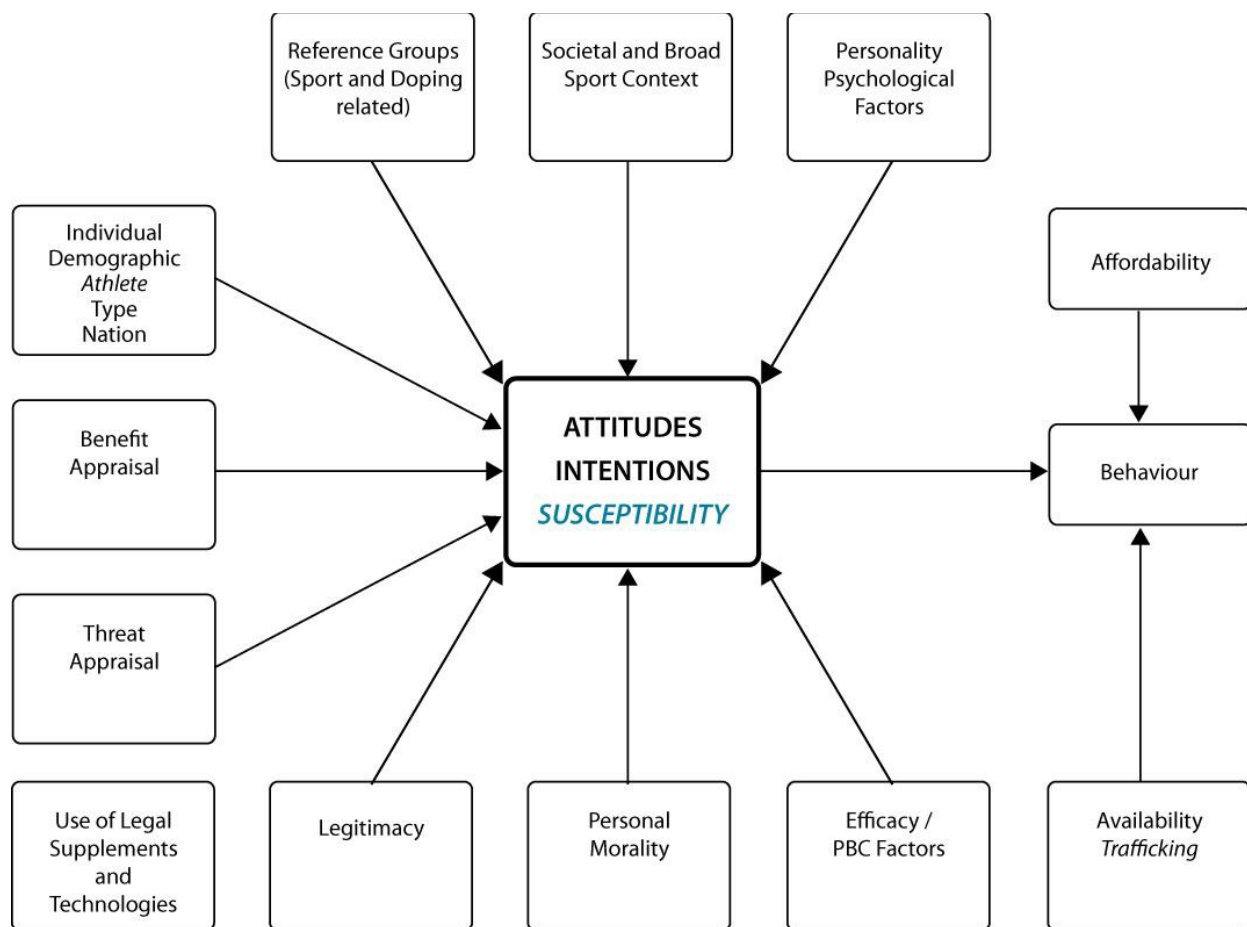 Reference Groups
(Sport and Doping
related)
Societal and Broad
Sport Context
Personality
Psychological
Factors
Individual
Demographic
Athlete
Type
Nation
Affordability
Benefit
Appraisal
ATTITUDES
INTENTIONS
SUSCEPTIBILITY
Behaviour
Threat
Appraisal
Use of Legal
Supplements
and
Technologies
Legitimacy
Personal
Morality
Efficacy /
PBC Factors
Availability
Trafficking